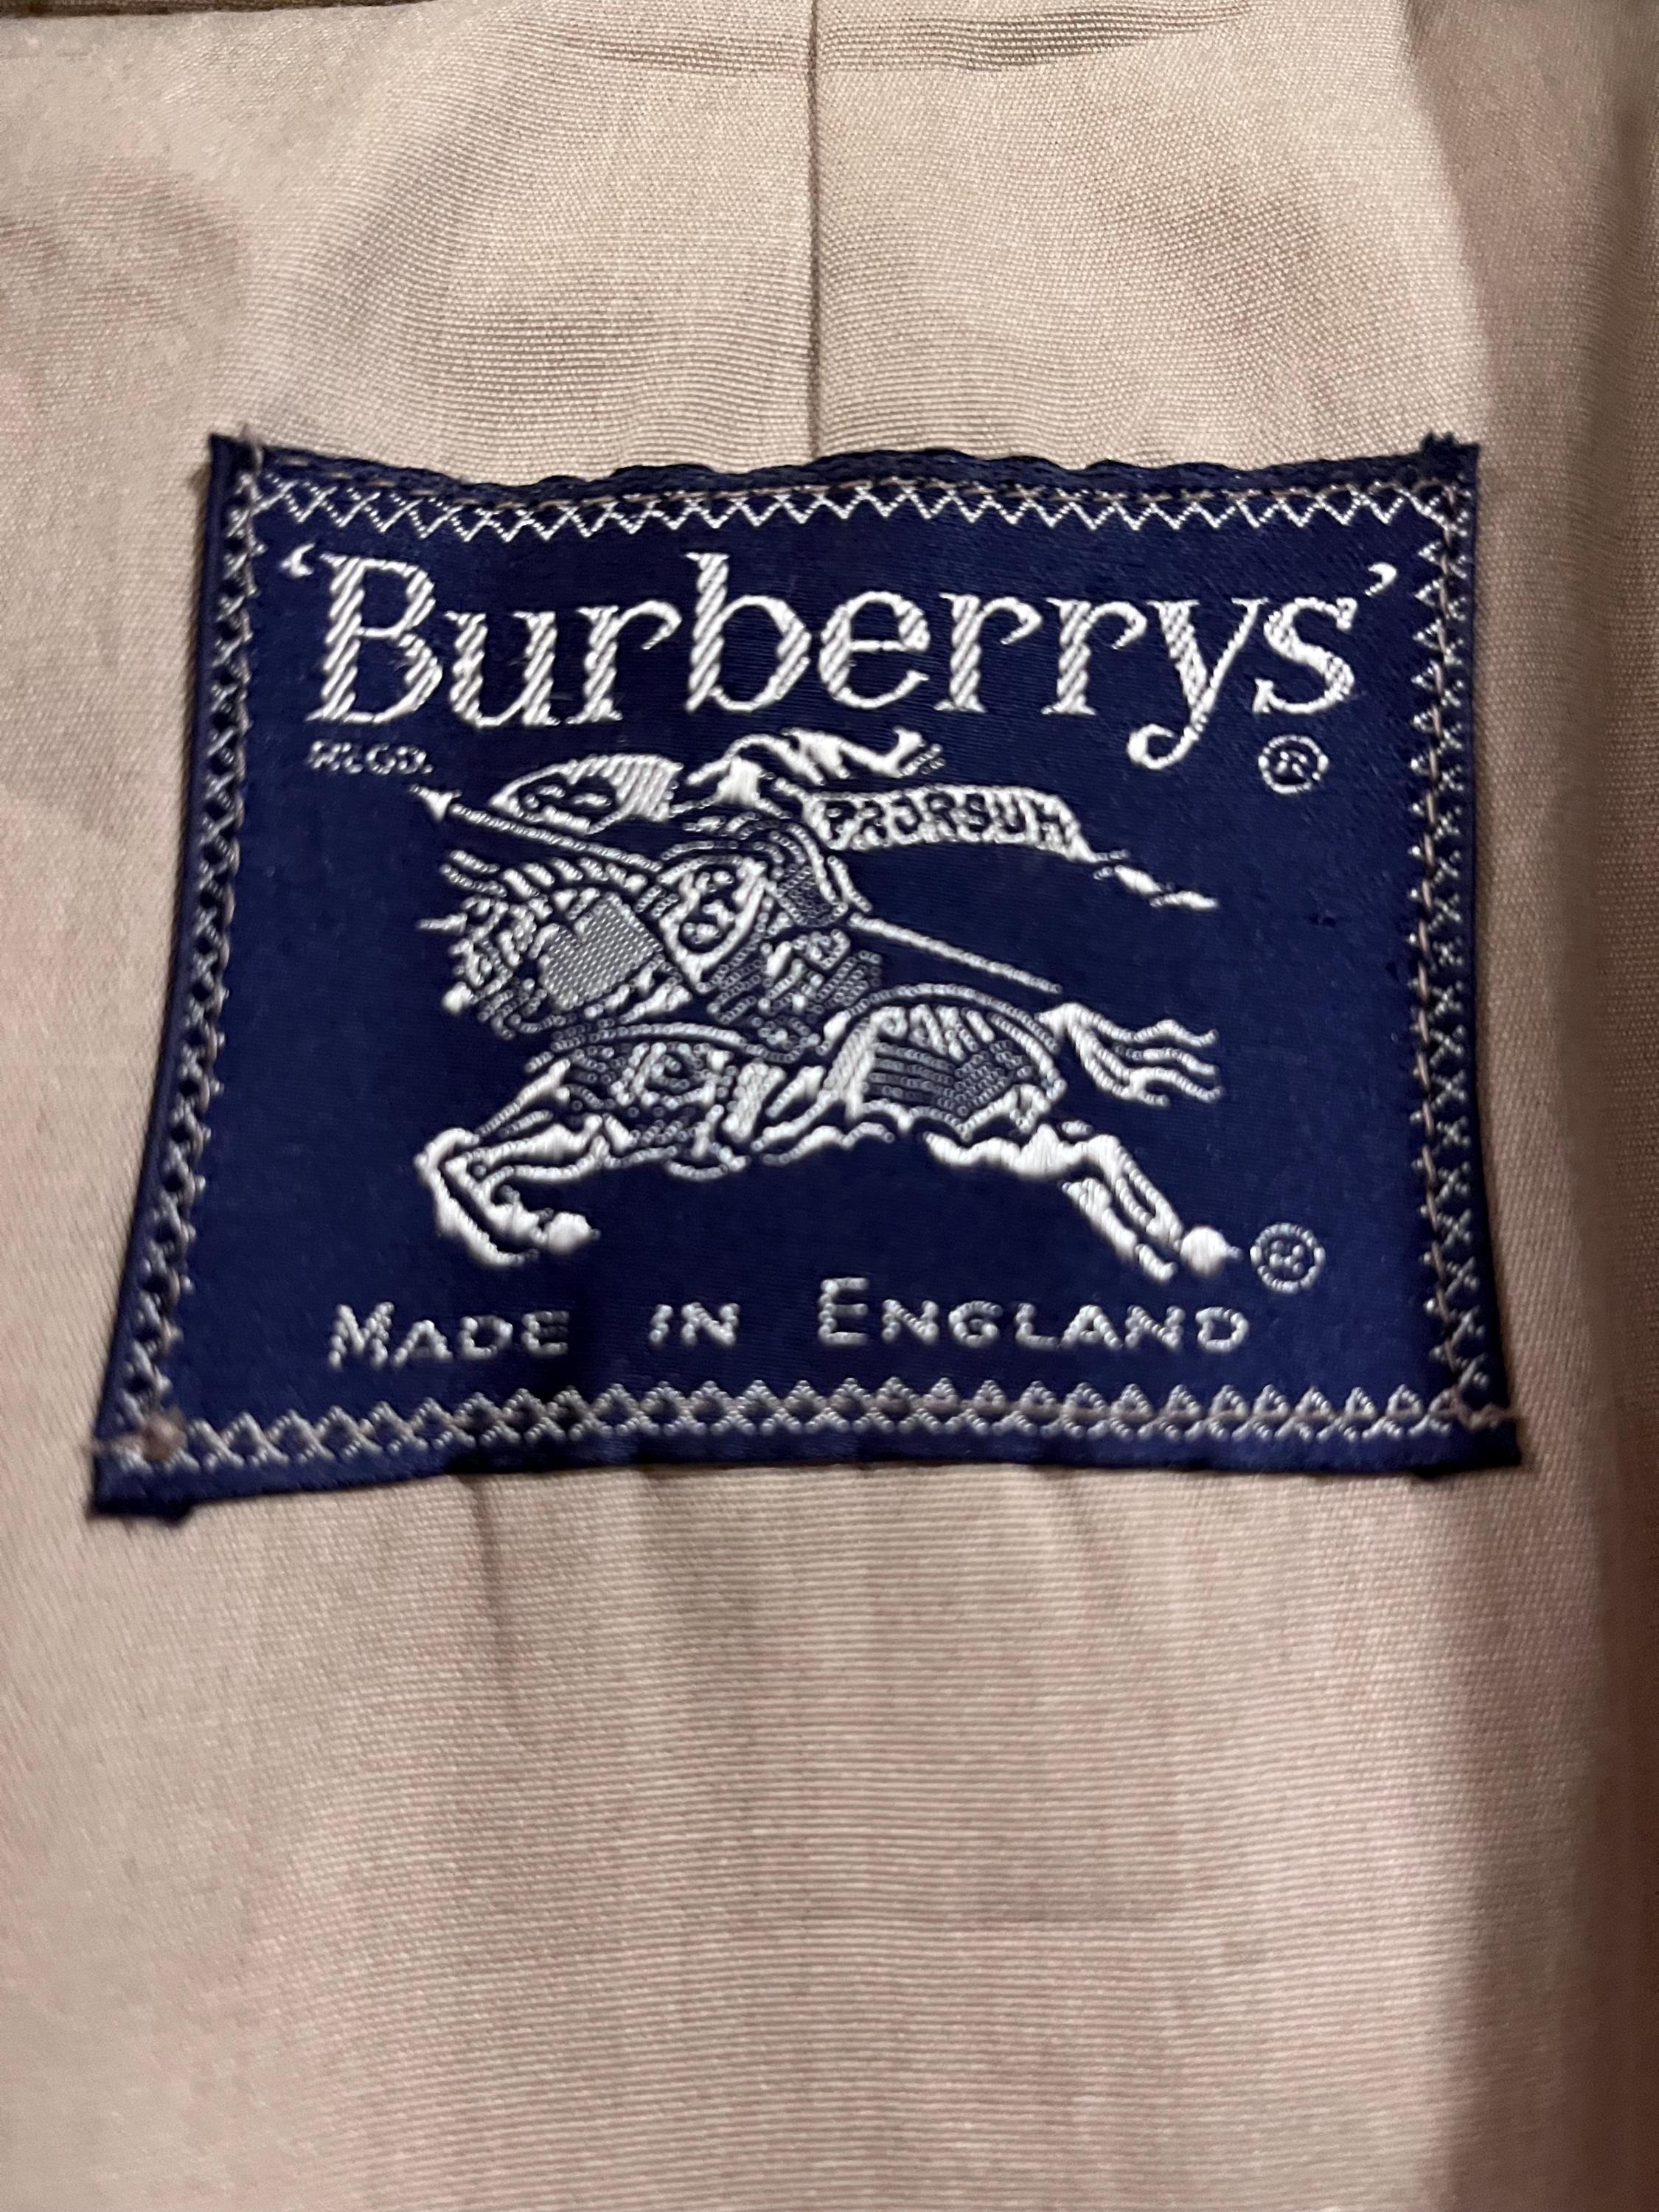 ‘Burberrys’
REGD. ®
PRORSUM
®
MADE IN ENGLAND